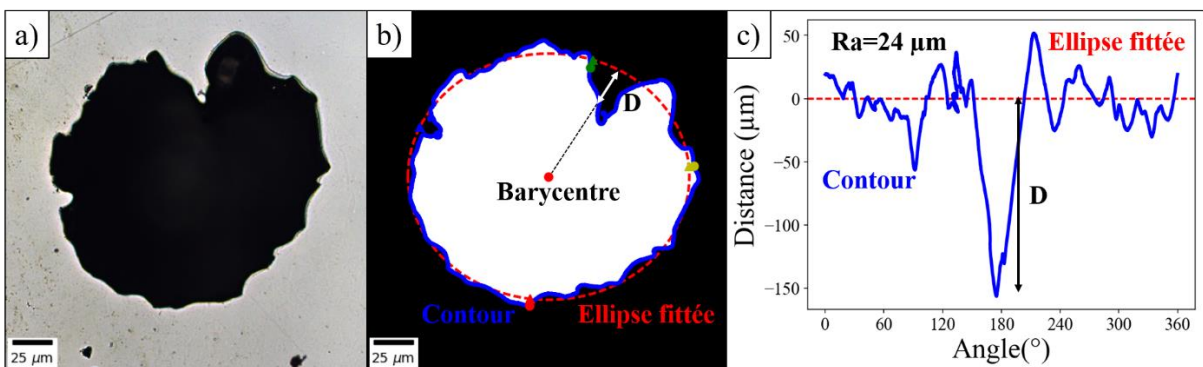 a)
25 µm
b)
D
Barycentre
Contour
Ellipse fittée
25 µm
c)
Ra=24 µm
Ellipse fittée
Contour
D
Distance (µm)
50
0
−50
−100
−150
0
60
120
180
240
300
360
Angle(°)